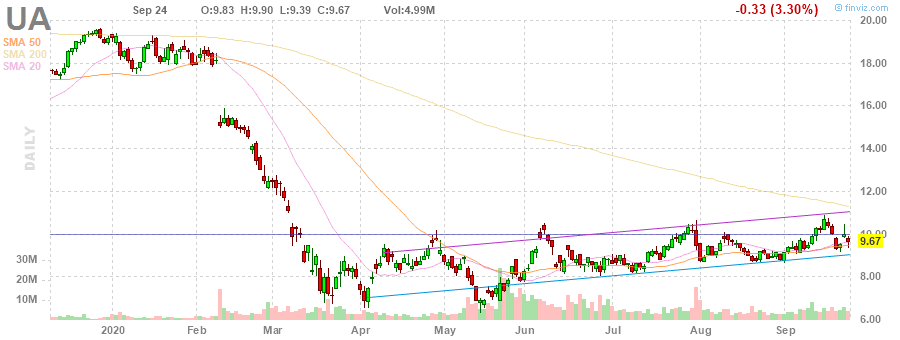 UA
Sep 24 O:9.83 H:9.90 L:9.39 C:9.67 Vol:4.99M -0.33 (3.30%) @ finviz.com
SMA 50
SMA 200
SMA 20
DAILY
20.00
18.00
16.00
14.00
12.00
10.00
9.67
8.00
6.00
30M
20M
10M
2020 Feb Mar Apr May Jun Jul Aug Sep